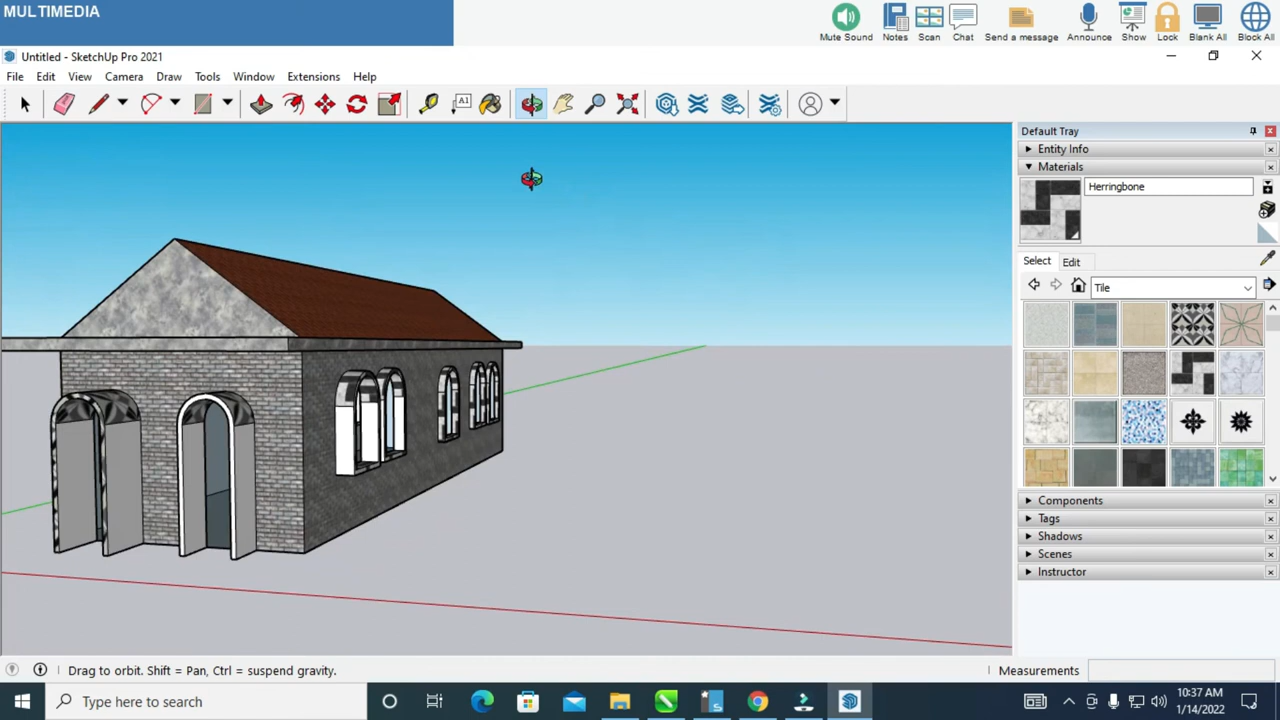 MULTIMEDIA
Mute Sound Notes Scan Chat Send a message Announce Show Lock Blank All Block All
Untitled - SketchUp Pro 2021
File Edit View Camera Draw Tools Window Extensions Help
A1
Default Tray
Entity Info
Materials
Herringbone
Select Edit
Tile
Components
Tags
Shadows
Scenes
Instructor
Drag to orbit. Shift = Pan, Ctrl = suspend gravity.
Measurements
Type here to search
10:37 AM
1/14/2022